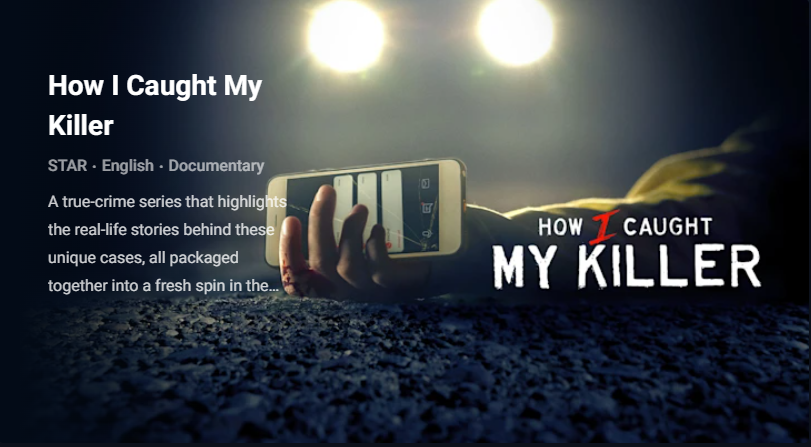 How I Caught My
Killer
STAR · English · Documentary
A true-crime series that highlights
the real-life stories behind these
unique cases, all packaged
together into a fresh spin in the...
HOW I CAUGHT
MY KILLER